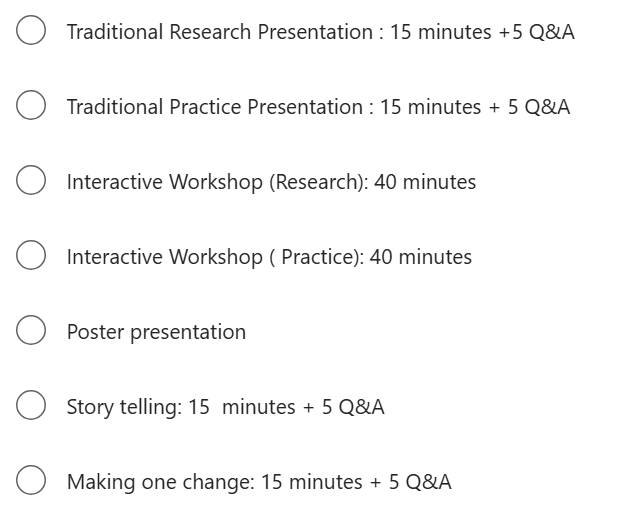 Traditional Research Presentation : 15 minutes +5 Q&A
Traditional Practice Presentation : 15 minutes + 5 Q&A
Interactive Workshop (Research): 40 minutes
Interactive Workshop ( Practice): 40 minutes
Poster presentation
Story telling: 15  minutes + 5 Q&A
Making one change: 15 minutes + 5 Q&A